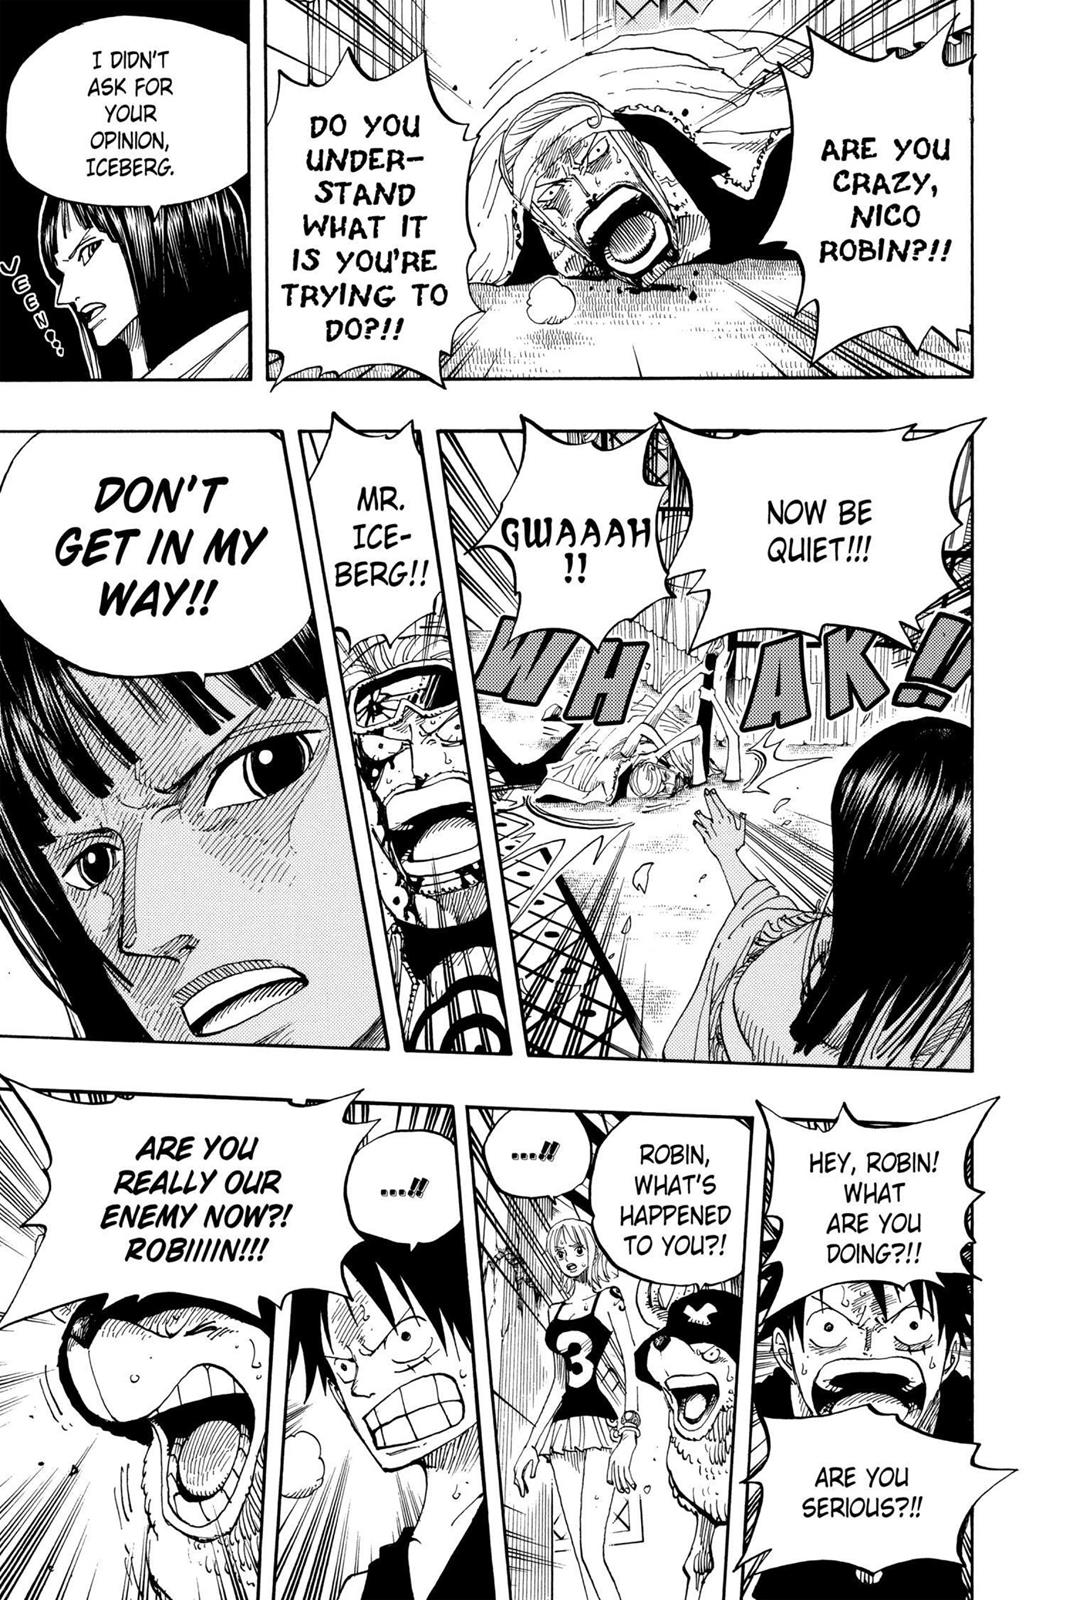 ARE YOU
CRAZY,
NICO
ROBIN?!!
DO YOU
UNDER-
STAND
WHAT IT
IS YOU'RE
TRYING TO
DO?!!
I DIDN'T
ASK FOR
YOUR
OPINION,
ICEBERG.
NOW BE
QUIET!!!
GWAAAH
!!
WHAK!!
MR.
ICE-
BERG!!
DON'T
GET IN MY
WAY!!
HEY, ROBIN!
WHAT
ARE YOU
DOING?!!
ARE YOU
SERIOUS?!!
ROBIN,
WHAT'S
HAPPENED
TO YOU?!
...!!
3
...!!
ARE YOU
REALLY OUR
ENEMY NOW?!
ROBIIIIN!!!